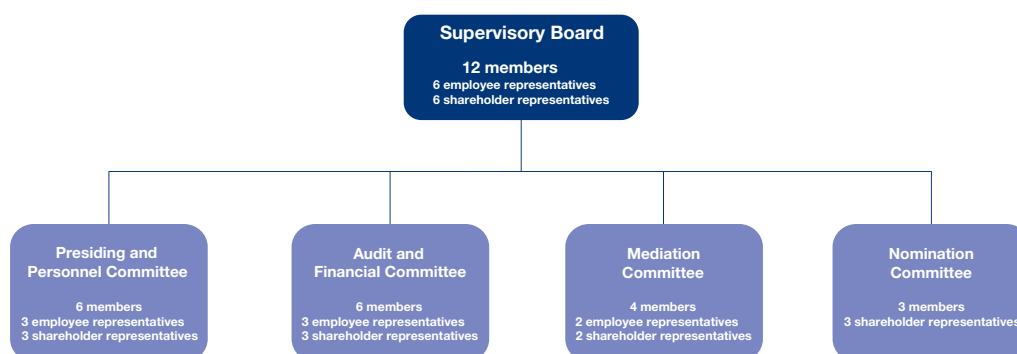 Supervisory Board
12 members
6 employee representatives
6 shareholder representatives
Presiding and
Personnel Committee
6 members
3 employee representatives
3 shareholder representatives
Audit and
Financial Committee
6 members
3 employee representatives
3 shareholder representatives
Mediation
Committee
4 members
2 employee representatives
2 shareholder representatives
Nomination
Committee
3 members
3 shareholder representatives